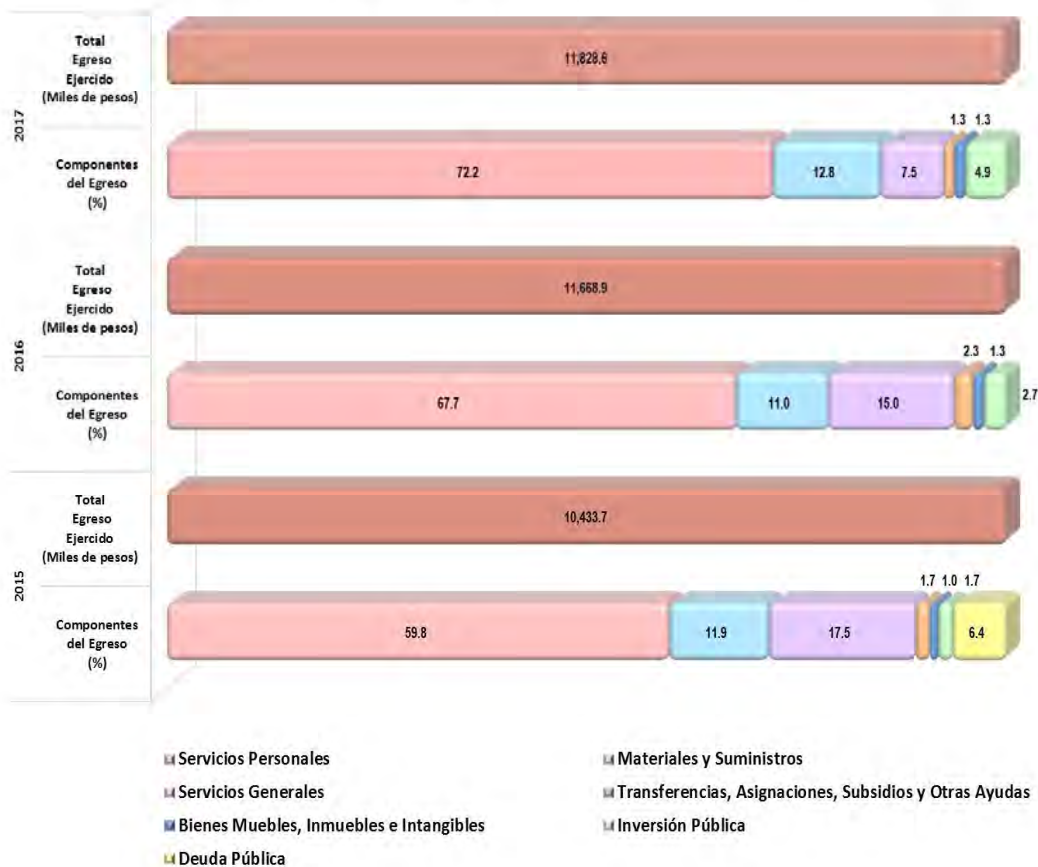 2017
Total
Egreso
Ejercido
(Miles de pesos)
11,828.6
Componentes
del Egreso
(%)
72.2
12.8
7.5
1.3
1.3
4.9
2016
Total
Egreso
Ejercido
(Miles de pesos)
11,668.9
Componentes
del Egreso
(%)
67.7
11.0
15.0
2.3
1.3
2.7
2015
Total
Egreso
Ejercido
(Miles de pesos)
10,433.7
Componentes
del Egreso
(%)
59.8
11.9
17.5
1.7
1.0
1.7
6.4
Servicios Personales
Materiales y Suministros
Servicios Generales
Transferencias, Asignaciones, Subsidios y Otras Ayudas
Bienes Muebles, Inmuebles e Intangibles
Inversión Pública
Deuda Pública